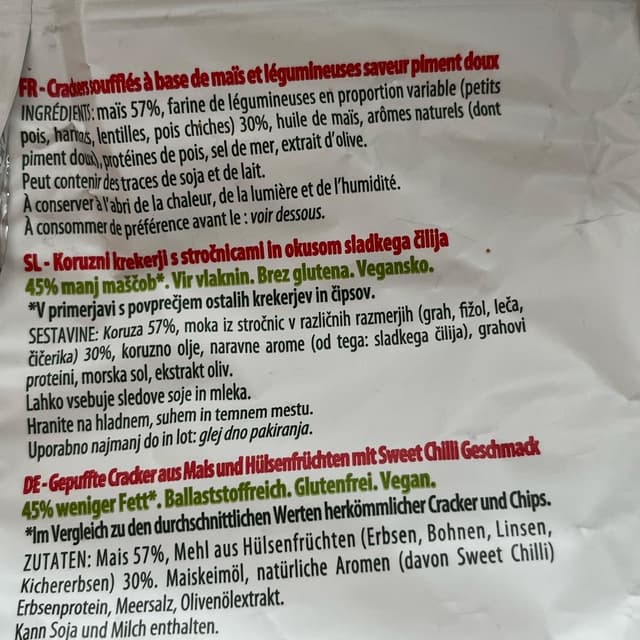 FR - Crackers soufflés à base de maïs et légumineuses saveur piment doux
INGRÉDIENTS: maïs 57%, farine de légumineuses en proportion variable (petits
pois, haricots, lentilles, pois chiches) 30%, huile de maïs, arômes naturels (dont
piment doux), protéines de pois, sel de mer, extrait d'olive.
Peut contenir des traces de soja et de lait.
À conserver à l'abri de la chaleur, de la lumière et de l'humidité.
À consommer de préférence avant le : voir dessous.
SL - Koruzni krekerji s stročnicami in okusom sladkega čilija
45% manj maščob*. Vir vlaknin. Brez glutena. Vegansko.
*V primerjavi s povprečjem ostalih krekerjev in čipsov.
SESTAVINE: Koruza 57%, moka iz stročnic v različnih razmerjih (grah, fižol, leča,
čičerika) 30%, koruzno olje, naravne arome (od tega: sladkega čilija), grahovi
proteini, morska sol, ekstrakt oliv.
Lahko vsebuje sledove soje in mleka.
Hranite na hladnem, suhem in temnem mestu.
Uporabno najmanj do in lot: glej dno pakiranja.
DE - Gepuffte Cracker aus Mais und Hülsenfrüchten mit Sweet Chilli Geschmack
45% weniger Fett*. Ballaststoffreich. Glutenfrei. Vegan.
*Im Vergleich zu den durchschnittlichen Werten herkömmlicher Cracker und Chips.
ZUTATEN: Mais 57%, Mehl aus Hülsenfrüchten (Erbsen, Bohnen, Linsen,
Kichererbsen) 30%. Maiskeimöl, natürliche Aromen (davon Sweet Chilli)
Erbsenprotein, Meersalz, Olivenölextrakt.
Kann Soja und Milch enthalten.